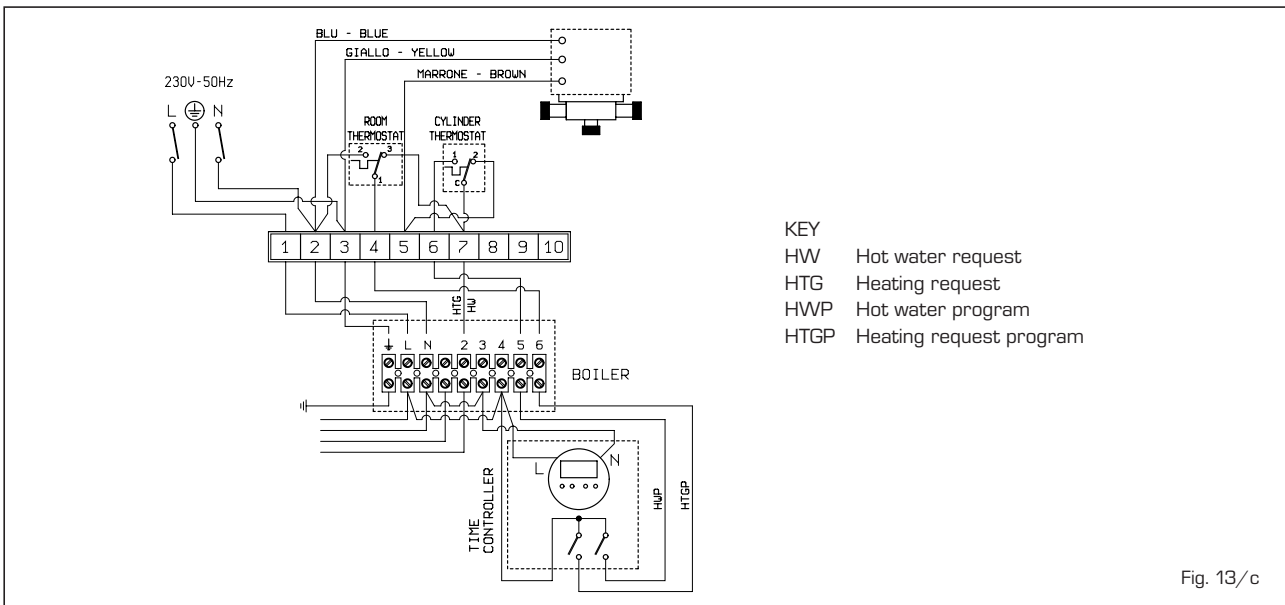 BLU - BLUE
GIALLO - YELLOW
MARRONE - BROWN
230V-50Hz
L N
ROOM THERMOSTAT
2 3
1
CYLINDER THERMOSTAT
1 2
C
1 2 3 4 5 6 7 8 9 10
HTG
HW
L N 2 3 4 5 6
BOILER
L N
TIME CONTROLLER
HWP
HTGP
KEY
HW Hot water request
HTG Heating request
HWP Hot water program
HTGP Heating request program
Fig. 13/c